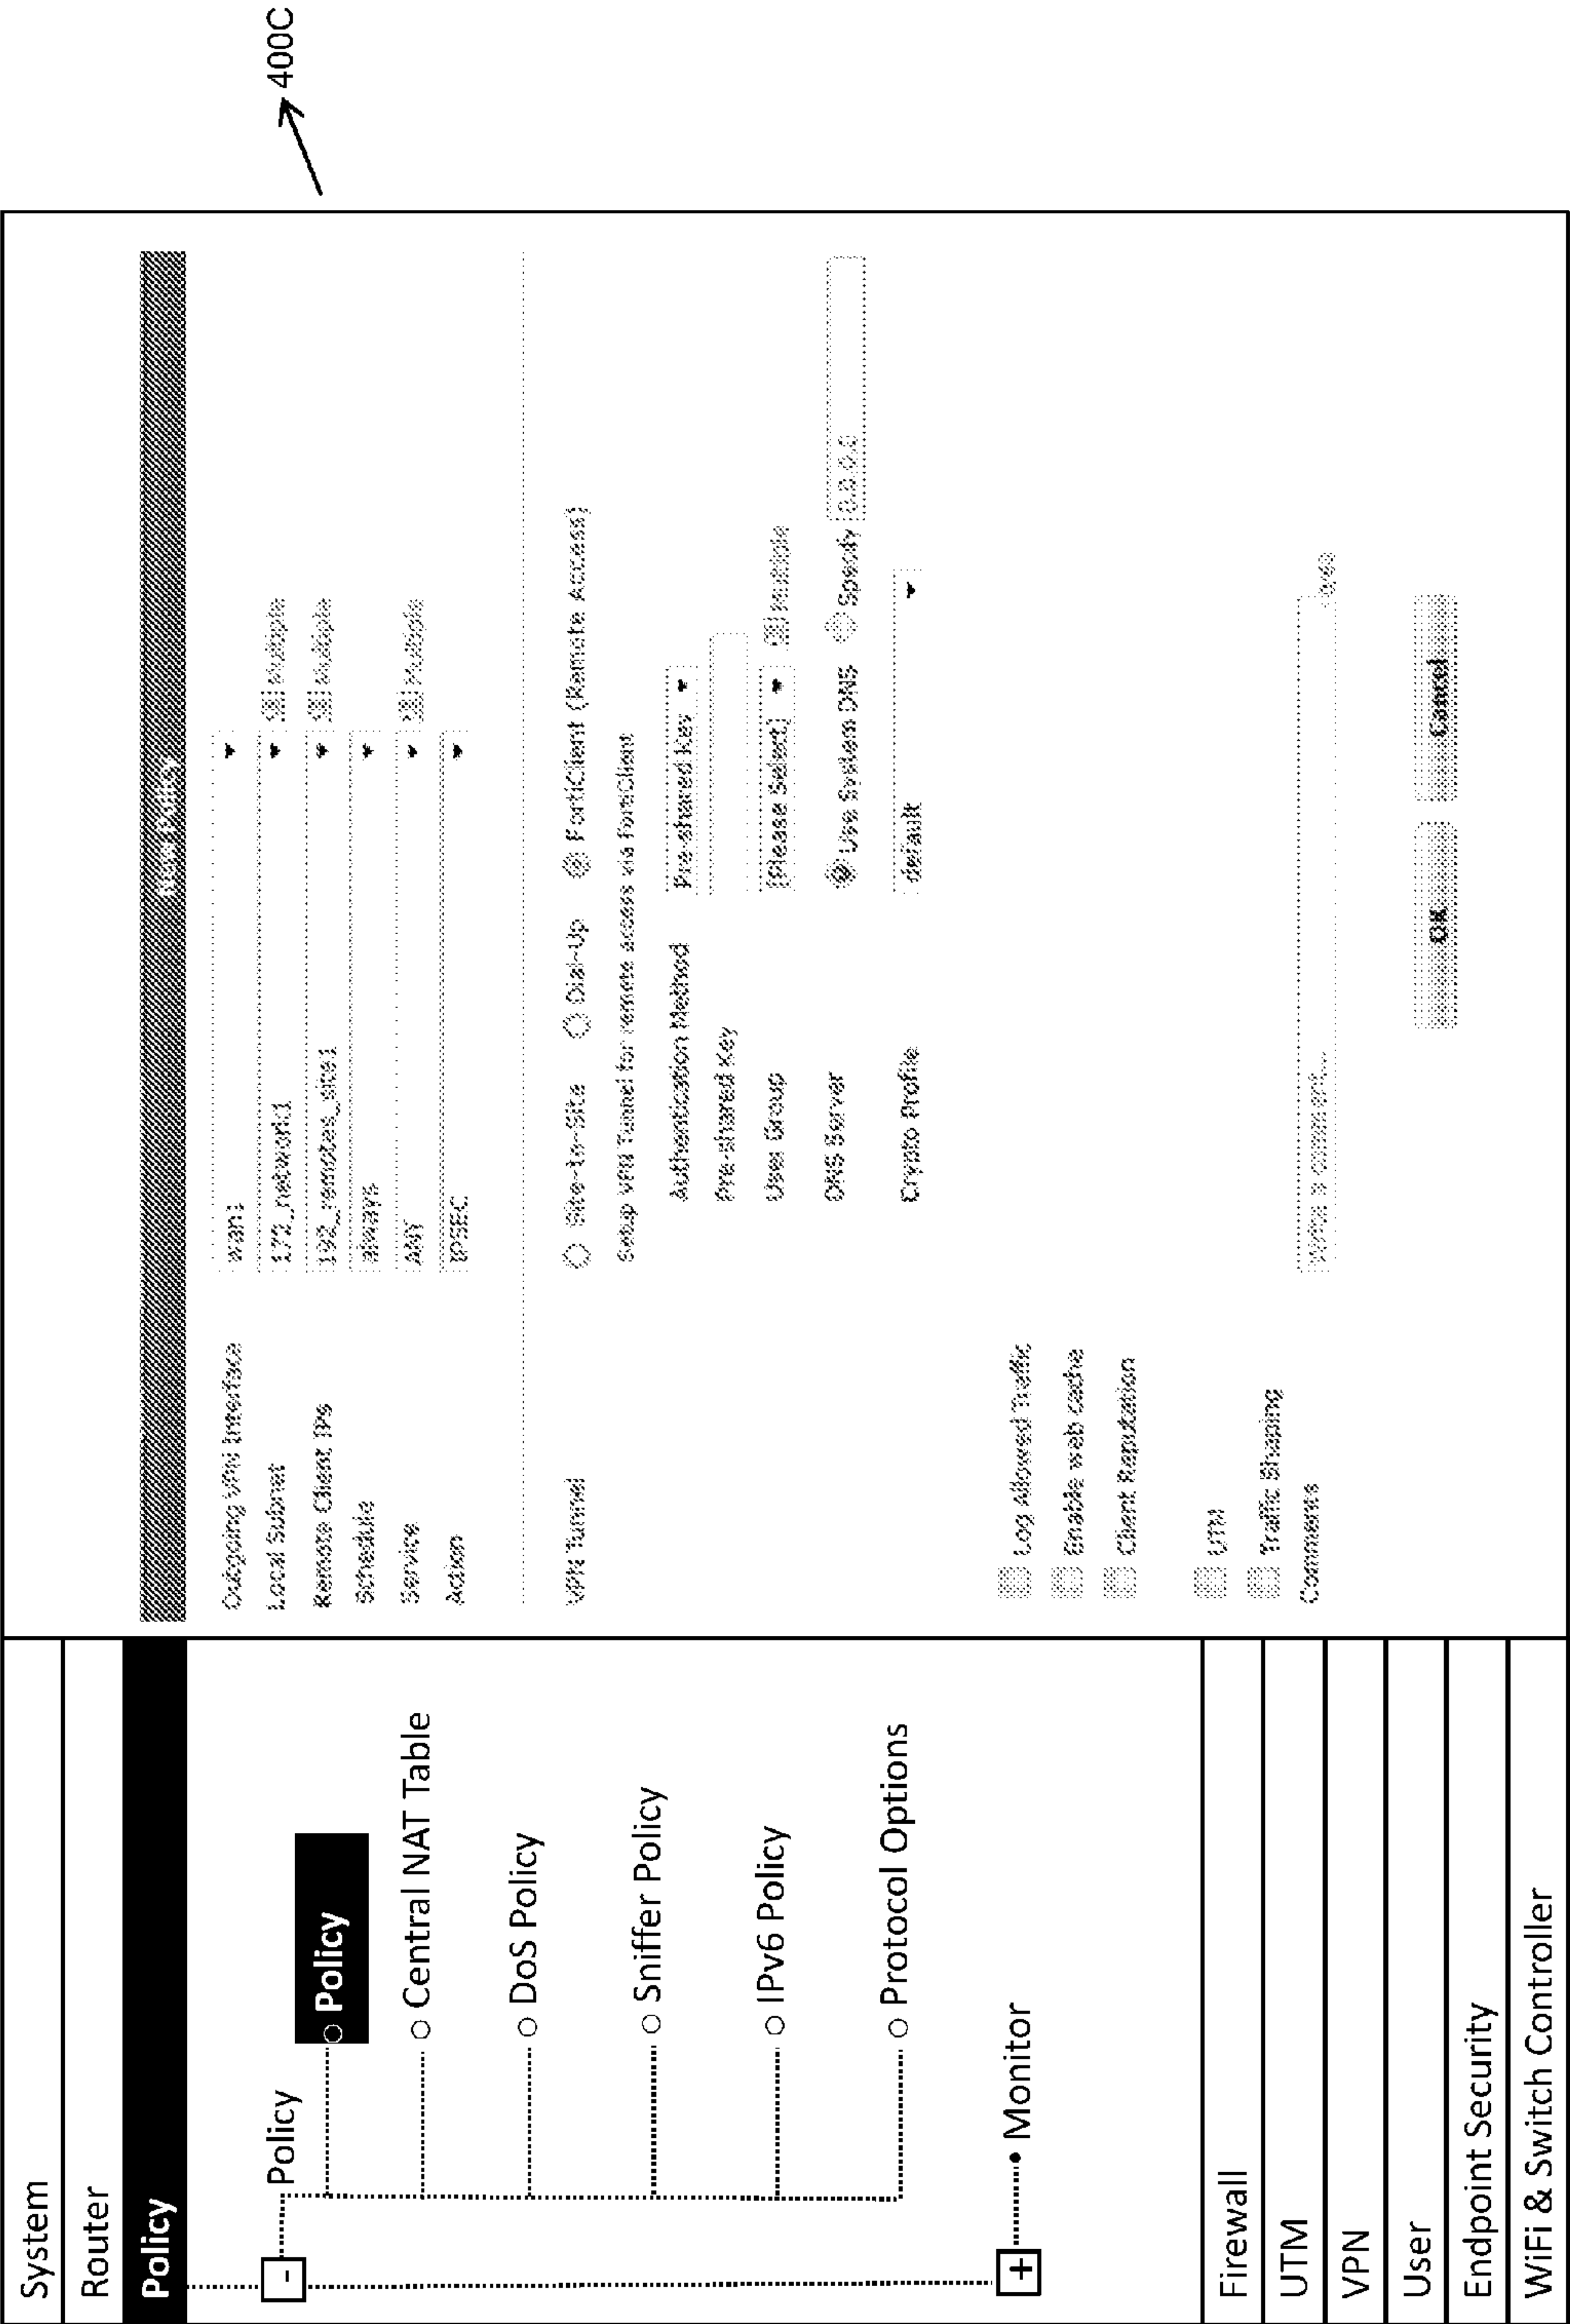 400C
System
Router
Policy
Policy
Policy
Central NAT Table
DoS Policy
Sniffer Policy
IPv6 Policy
Protocol Options
Monitor
Firewall
UTM
VPN
User
Endpoint Security
WiFi & Switch Controller
New Policy
Outgoing VPN Interface wan1
Local Subnet 172_network1 Multiple
Remote Client IPs 192_remotes_site1 Multiple
Schedule always
Service ANY Multiple
Action IPSEC
VPN Tunnel Site-to-Site Dial-Up FortiClient (Remote Access)
Setup VPN Tunnel for remote access via FortiClient
Authentication Method Pre-shared Key
Pre-shared Key
User Group [Please Select] Multiple
DNS Server Use System DNS Specify 0.0.0.0
Crypto Profile default
Log Allowed Traffic
Enable web cache
Client Reputation
UTM
Traffic Shaping
Comments Write a comment...
OK Cancel